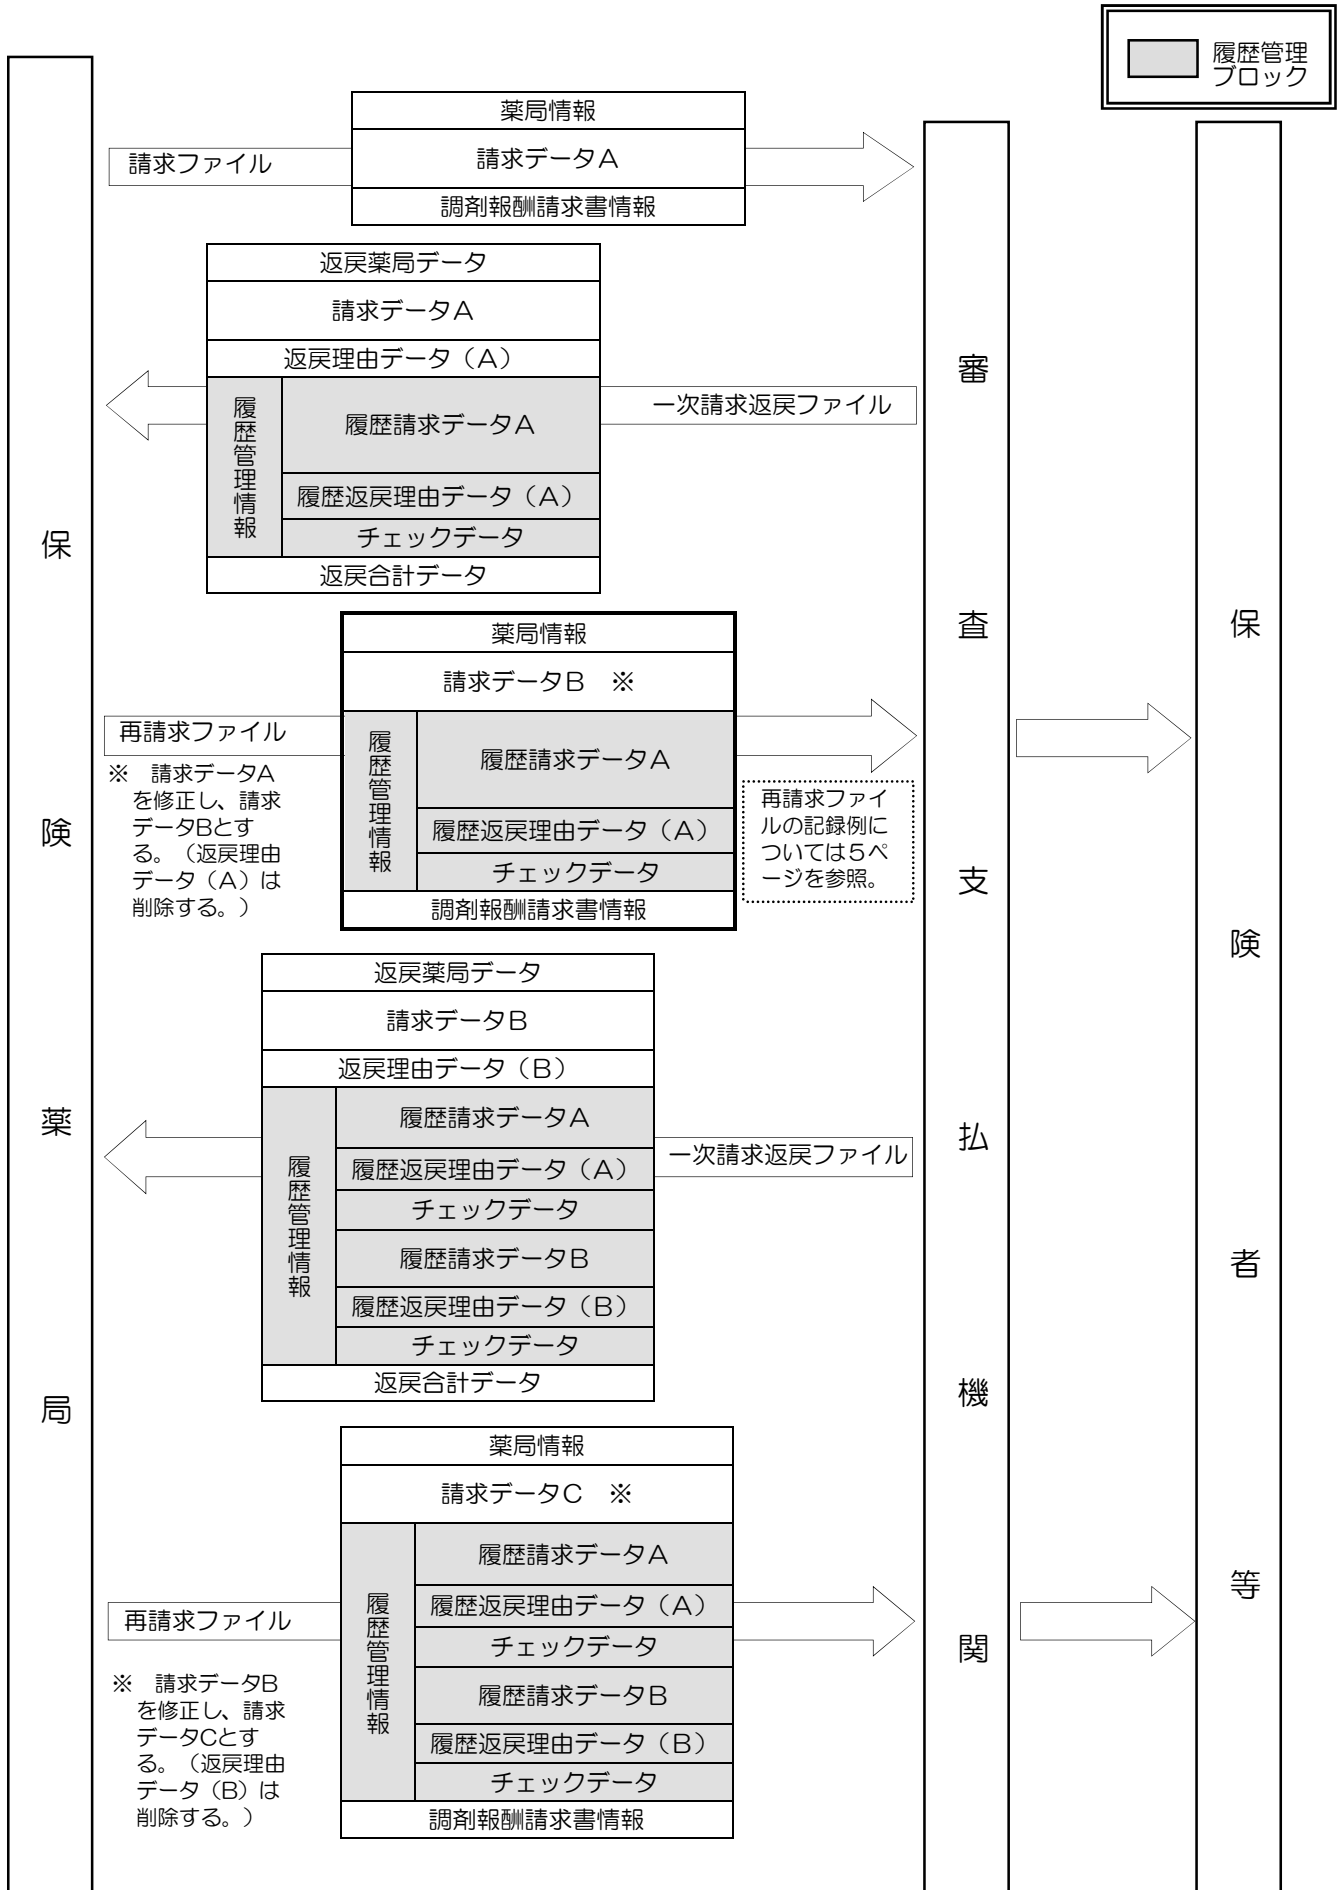 履歴管理
ブロック
保険薬局
審査支払機関
保険者等
薬局情報
請求ファイル
請求データA
調剤報酬請求書情報
返戻薬局データ
請求データA
返戻理由データ（A）
一次請求返戻ファイル
履歴管理情報
履歴請求データA
履歴返戻理由データ（A）
チェックデータ
返戻合計データ
薬局情報
請求データB　※
再請求ファイル
※　請求データA
を修正し、請求
データBとす
る。（返戻理由
データ（A）は
削除する。）
履歴管理情報
履歴請求データA
履歴返戻理由データ（A）
チェックデータ
調剤報酬請求書情報
再請求ファイ
ルの記録例に
ついては５ペ
ージを参照。
返戻薬局データ
請求データB
返戻理由データ（B）
一次請求返戻ファイル
履歴管理情報
履歴請求データA
履歴返戻理由データ（A）
チェックデータ
履歴請求データB
履歴返戻理由データ（B）
チェックデータ
返戻合計データ
薬局情報
請求データC　※
再請求ファイル
※　請求データB
を修正し、請求
データCとす
る。（返戻理由
データ（B）は
削除する。）
履歴管理情報
履歴請求データA
履歴返戻理由データ（A）
チェックデータ
履歴請求データB
履歴返戻理由データ（B）
チェックデータ
調剤報酬請求書情報